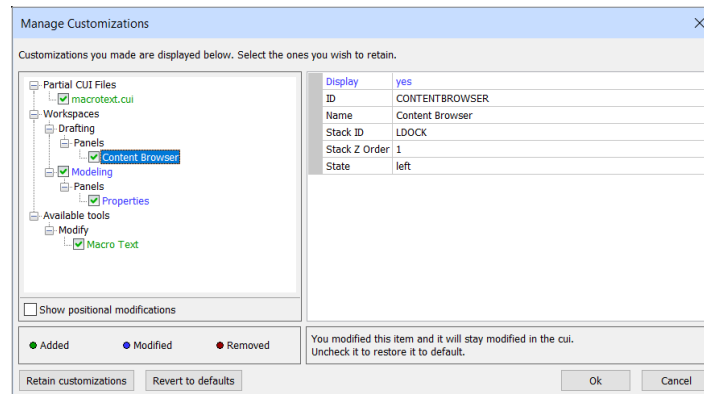 Manage Customizations
Customizations you made are displayed below. Select the ones you wish to retain.
Partial CUI Files
macrotext.cui
Workspaces
Drafting
Panels
Content Browser
Modeling
Panels
Properties
Available tools
Modify
Macro Text
Show positional modifications
Display yes
ID CONTENTBROWSER
Name Content Browser
Stack ID LDOCK
Stack Z Order 1
State left
Added Modified Removed
You modified this item and it will stay modified in the cui.
Uncheck it to restore it to default.
Retain customizations Revert to defaults Ok Cancel